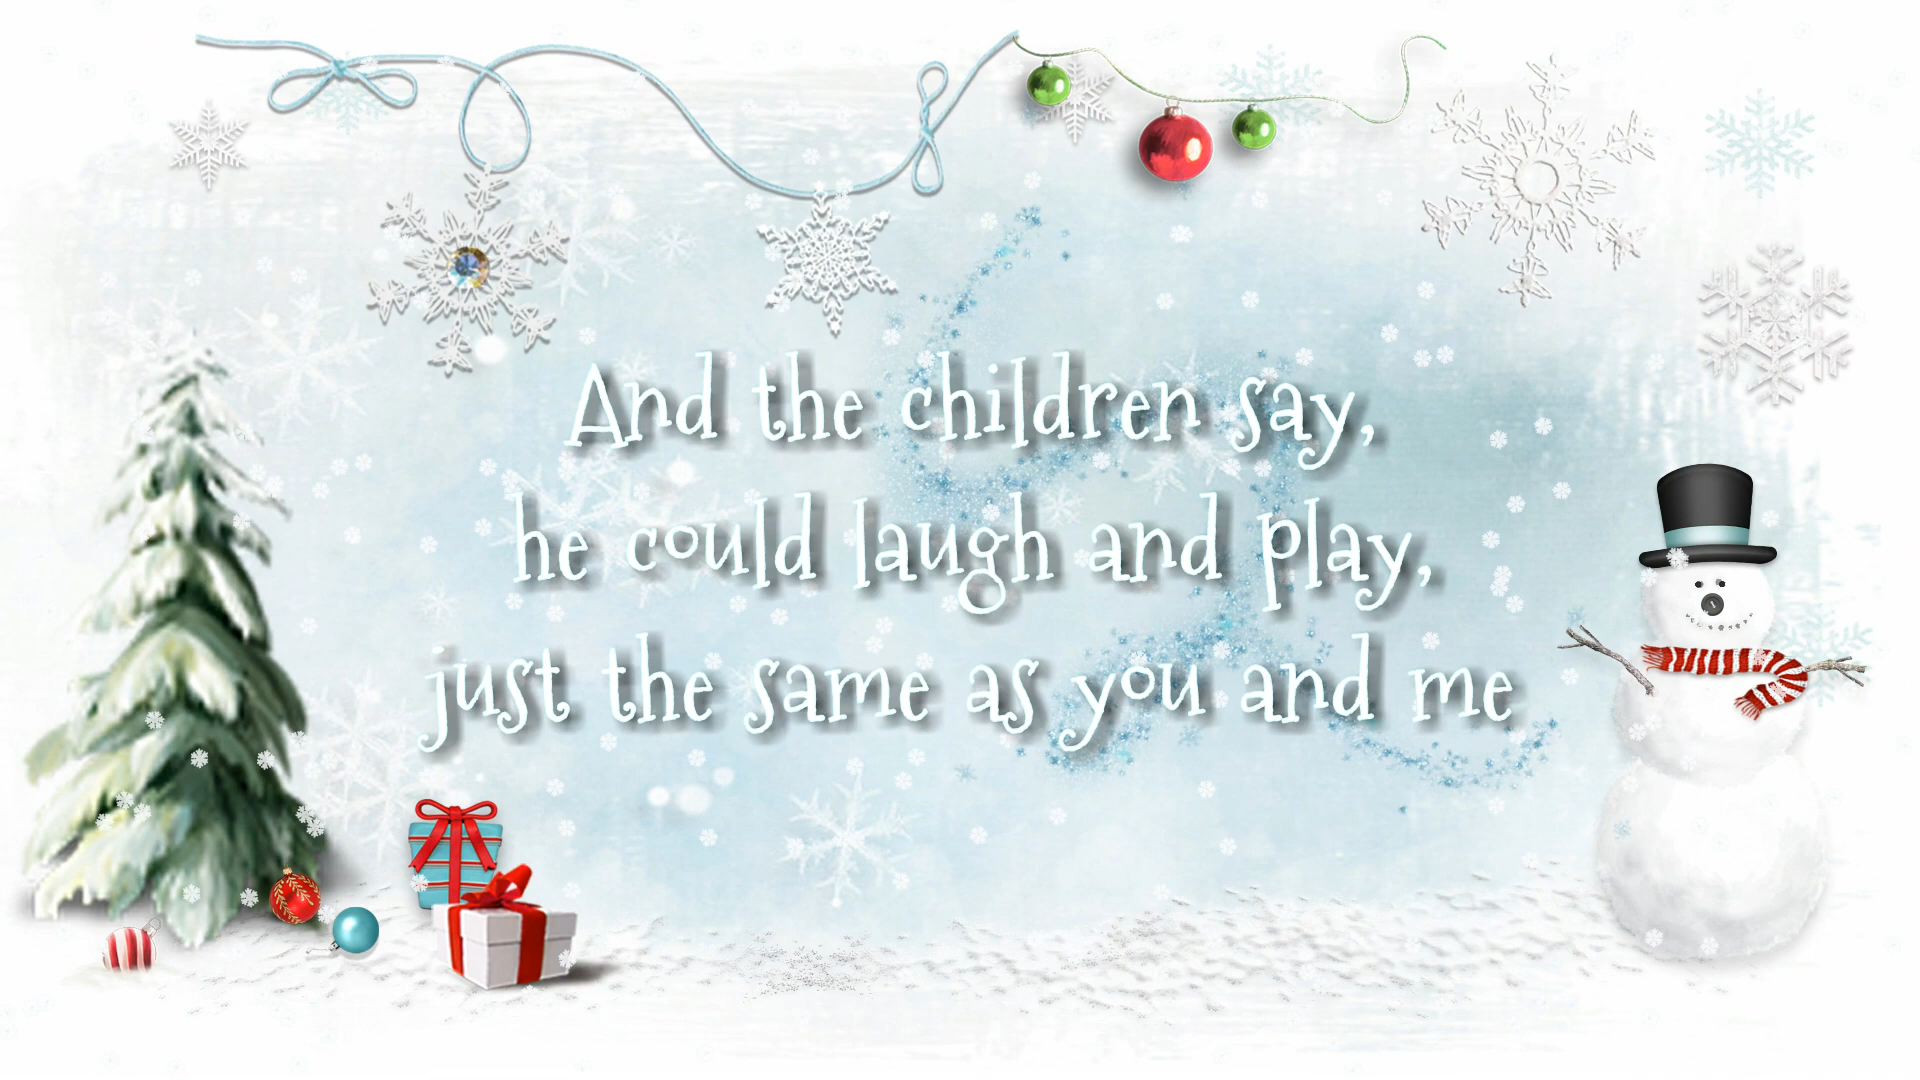 And the children say,
he could laugh and play,
just the same as you and me